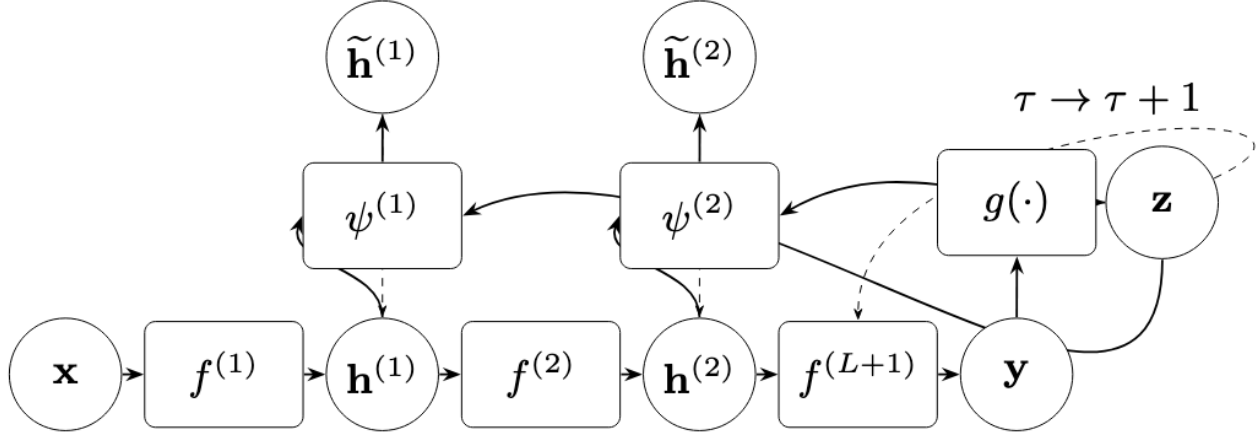 h̃⁽¹⁾ h̃⁽²⁾
τ → τ + 1
ψ⁽¹⁾ ψ⁽²⁾ g(·) z
x f⁽¹⁾ h⁽¹⁾ f⁽²⁾ h⁽²⁾ f⁽ᴸ⁺¹⁾ y